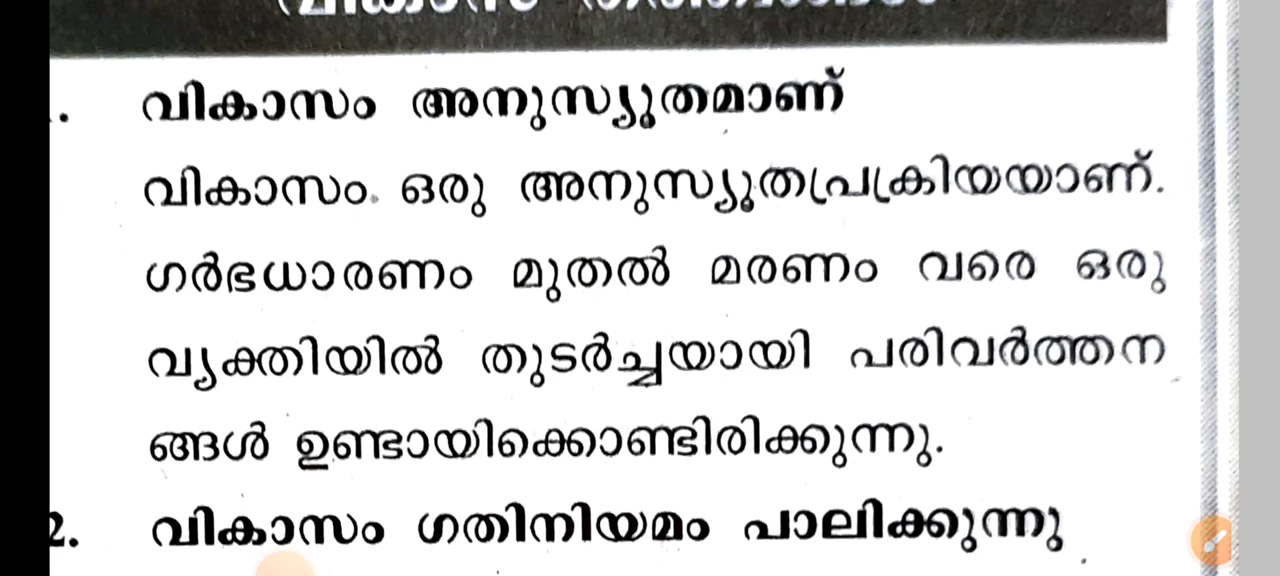 . വികാസം അനുസ്യൂതമാണ്
വികാസം ഒരു അനുസ്യൂതപ്രക്രിയയാണ്.
ഗർഭധാരണം മുതൽ മരണം വരെ ഒരു
വ്യക്തിയിൽ തുടർച്ചയായി പരിവർത്തന
ങ്ങൾ ഉണ്ടായിക്കൊണ്ടിരിക്കുന്നു.
2. വികാസം ഗതിനിയമം പാലിക്കുന്നു